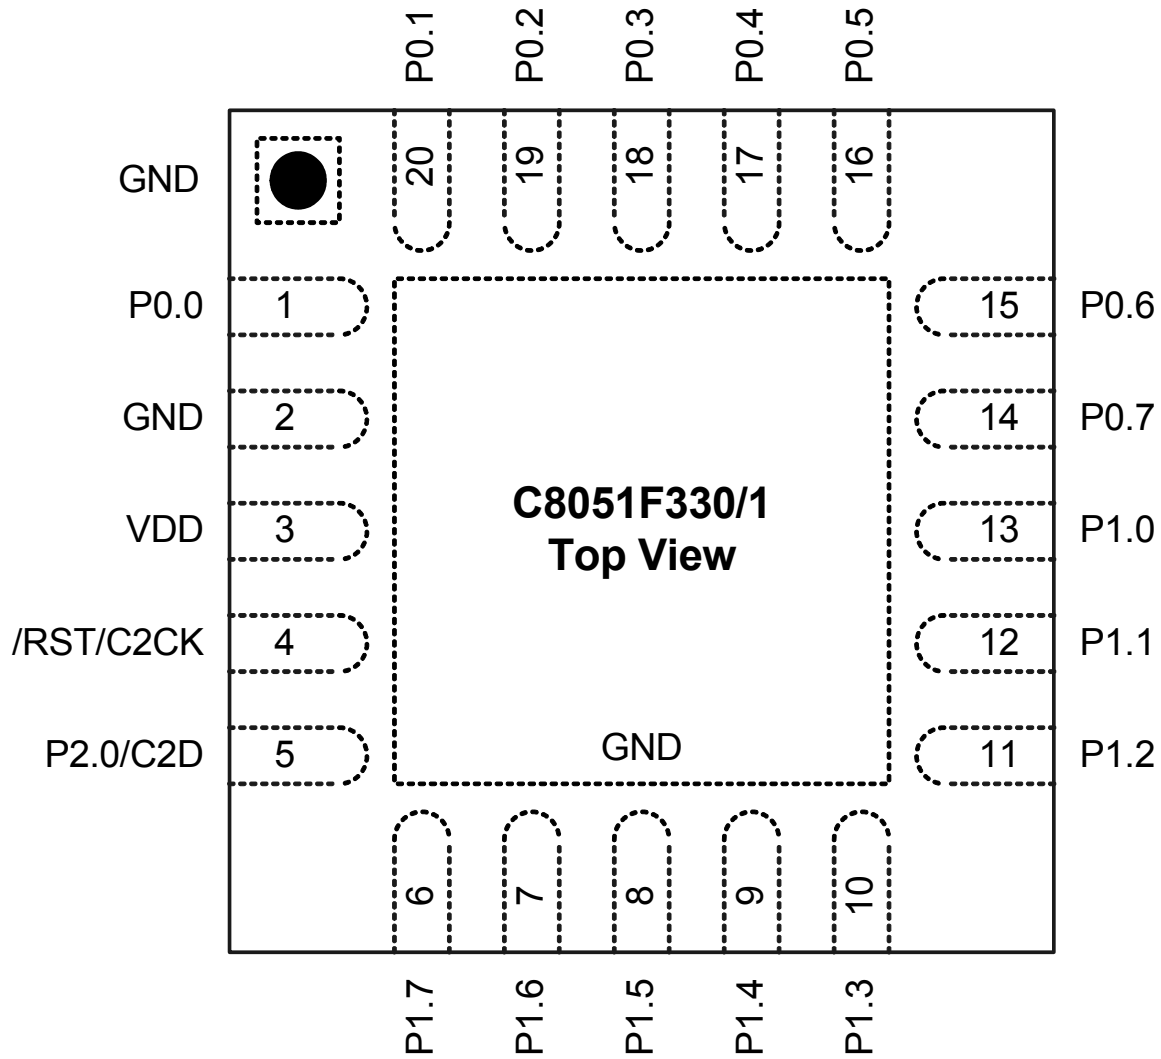 P0.1
P0.2
P0.3
P0.4
P0.5
20
19
18
17
16
GND
P0.0
1
15
P0.6
GND
2
14
P0.7
C8051F330/1
VDD
3
13
P1.0
Top View
/RST/C2CK
4
12
P1.1
P2.0/C2D
5
GND
11
P1.2
6
7
8
9
10
P1.7
P1.6
P1.5
P1.4
P1.3